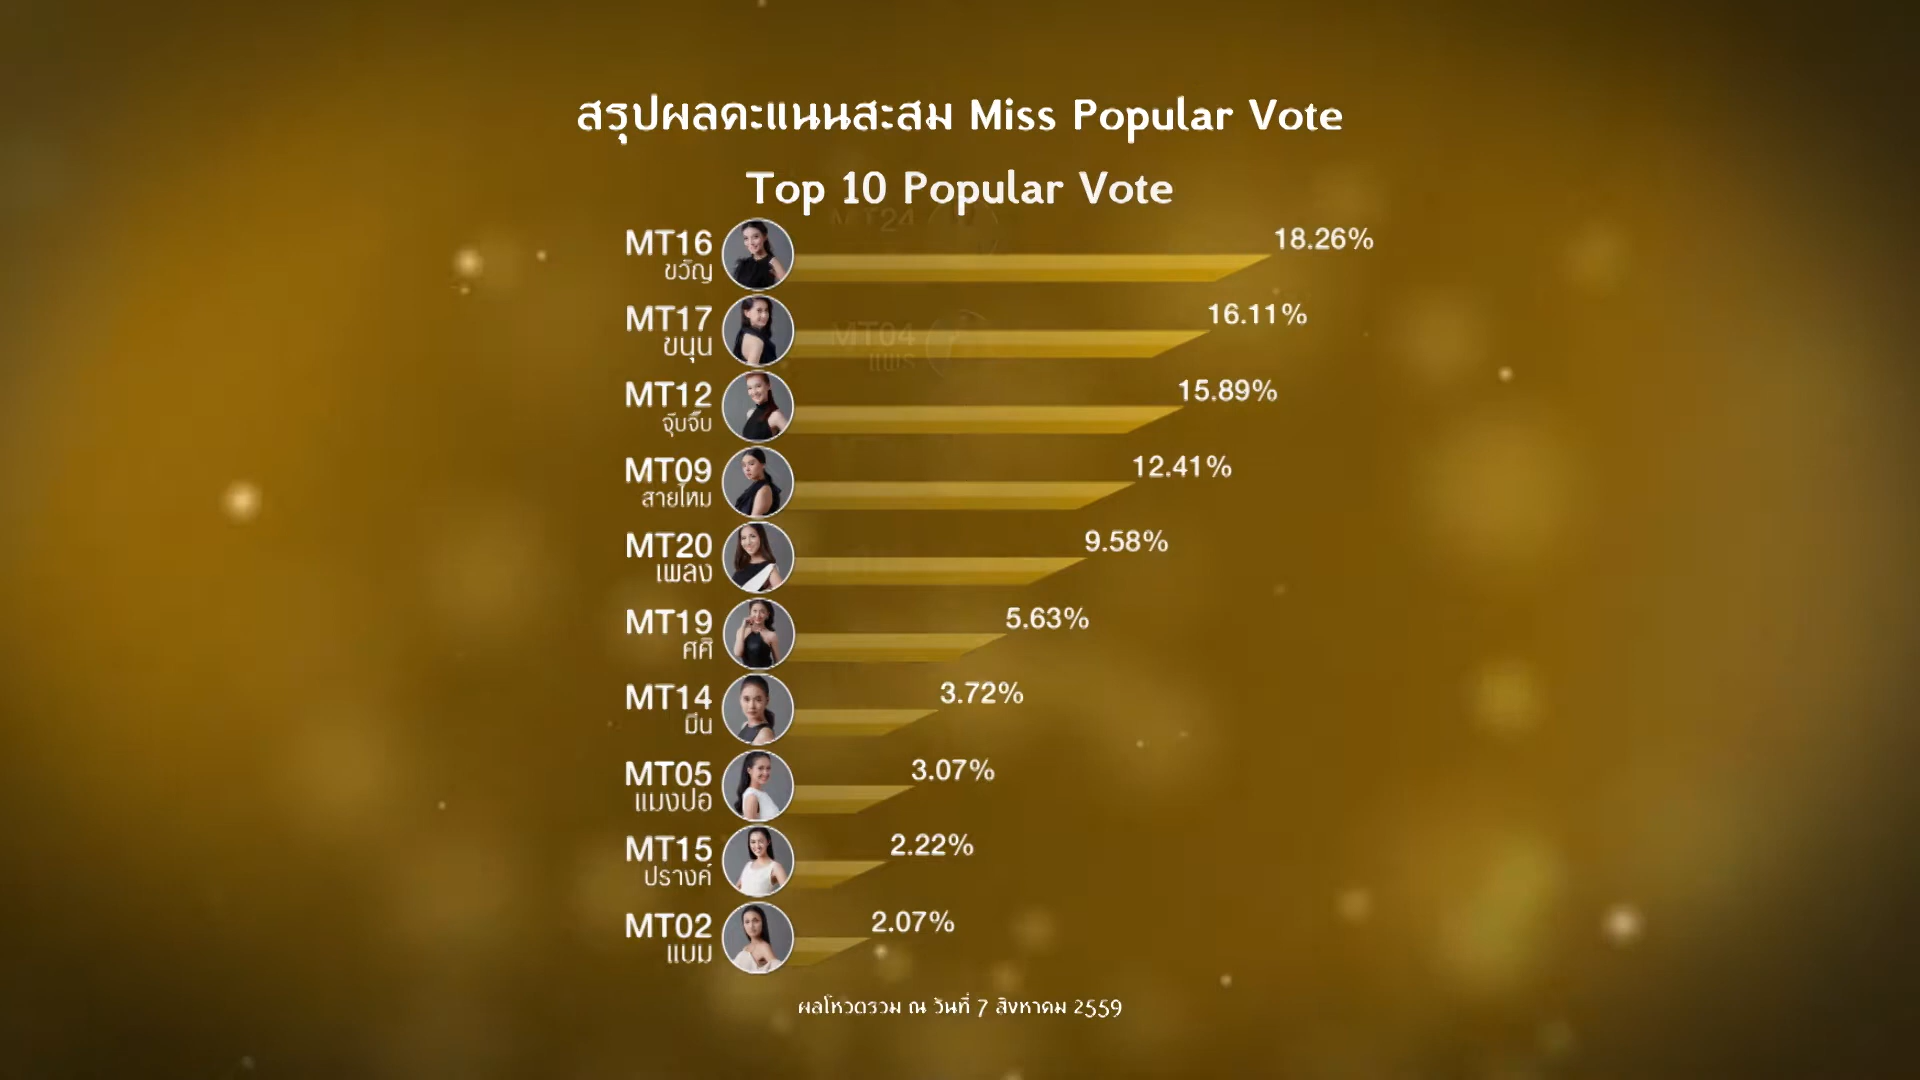 สรุปผลคะแนนสะสม Miss Popular Vote
Top 10 Popular Vote
MT16
ขวัญ
18.26%
MT17
ขนุน
16.11%
MT12
จุ๊บจิ๊บ
15.89%
MT09
สายไหม
12.41%
MT20
เพลง
9.58%
MT19
ศศิ
5.63%
MT14
มีน
3.72%
MT05
แมงปอ
3.07%
MT15
ปรางค์
2.22%
MT02
แบม
2.07%
ผลโหวตรวม ณ วันที่ 7 สิงหาคม 2559
MT24
MT04
แพร